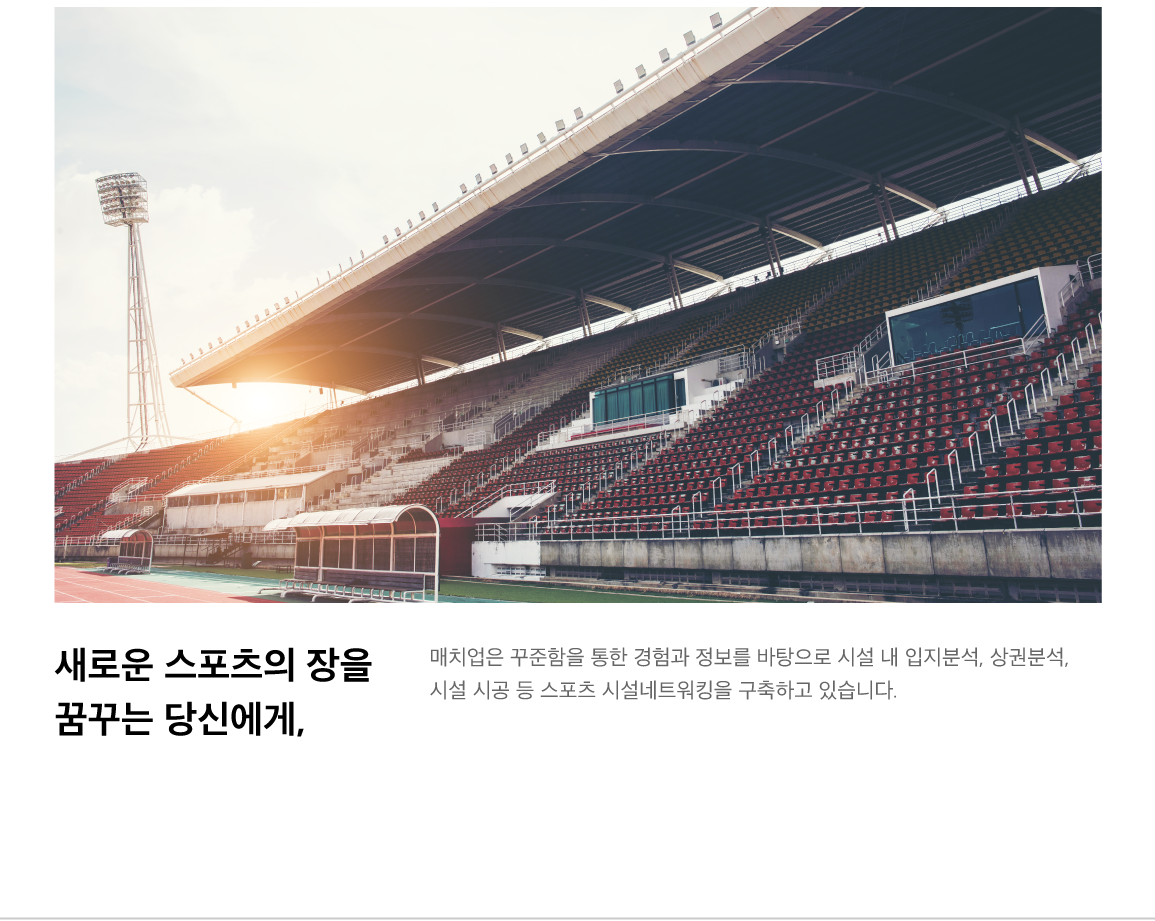 새로운 스포츠의 장을
꿈꾸는 당신에게,
매치업은 꾸준함을 통한 경험과 정보를 바탕으로 시설 내 입지분석, 상권분석,
시설 시공 등 스포츠 시설네트워킹을 구축하고 있습니다.